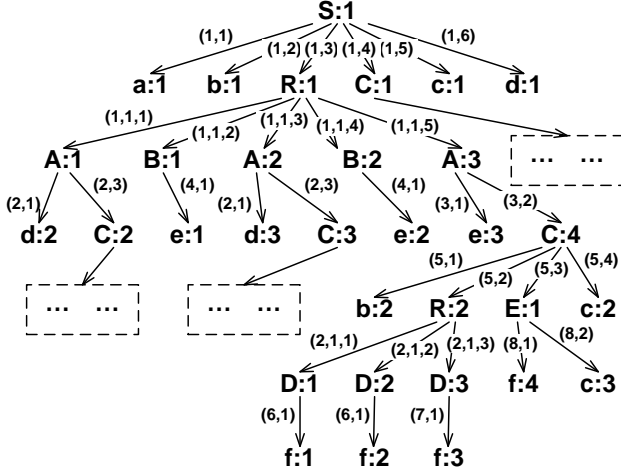 S:1
(1,1) (1,2) (1,3) (1,4) (1,5) (1,6)
a:1 b:1 R:1 C:1 c:1 d:1
(1,1,1) (1,1,2) (1,1,3) (1,1,4) (1,1,5)
A:1 B:1 A:2 B:2 A:3 ... ...
(2,1) (2,3) (4,1) (2,1) (2,3) (4,1) (3,1) (3,2)
d:2 C:2 e:1 d:3 C:3 e:2 e:3 C:4
(5,1) (5,2) (5,3) (5,4)
... ... ... ... b:2 R:2 E:1 c:2
(2,1,1) (2,1,2) (2,1,3) (8,1) (8,2)
D:1 D:2 D:3 f:4 c:3
(6,1) (6,1) (7,1)
f:1 f:2 f:3